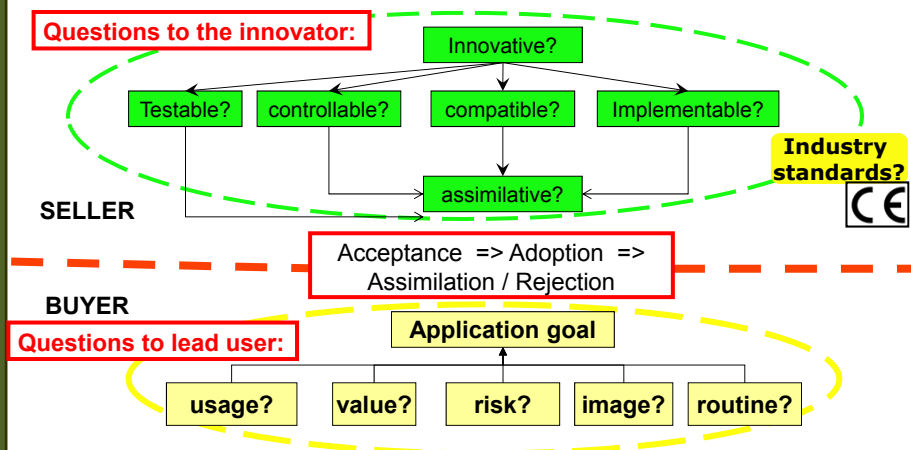 Questions to the innovator:
Innovative?
Testable? controllable? compatible? Implementable?
Industry
standards?
assimilative?
CE
SELLER
Acceptance => Adoption =>
Assimilation / Rejection
BUYER
Application goal
Questions to lead user:
usage? value? risk? image? routine?